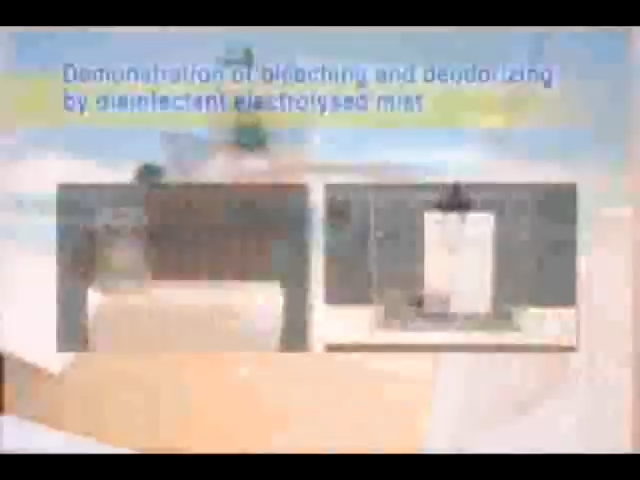 Demonstration of bleaching and deodorizing
by disinfectant electrolysed mist